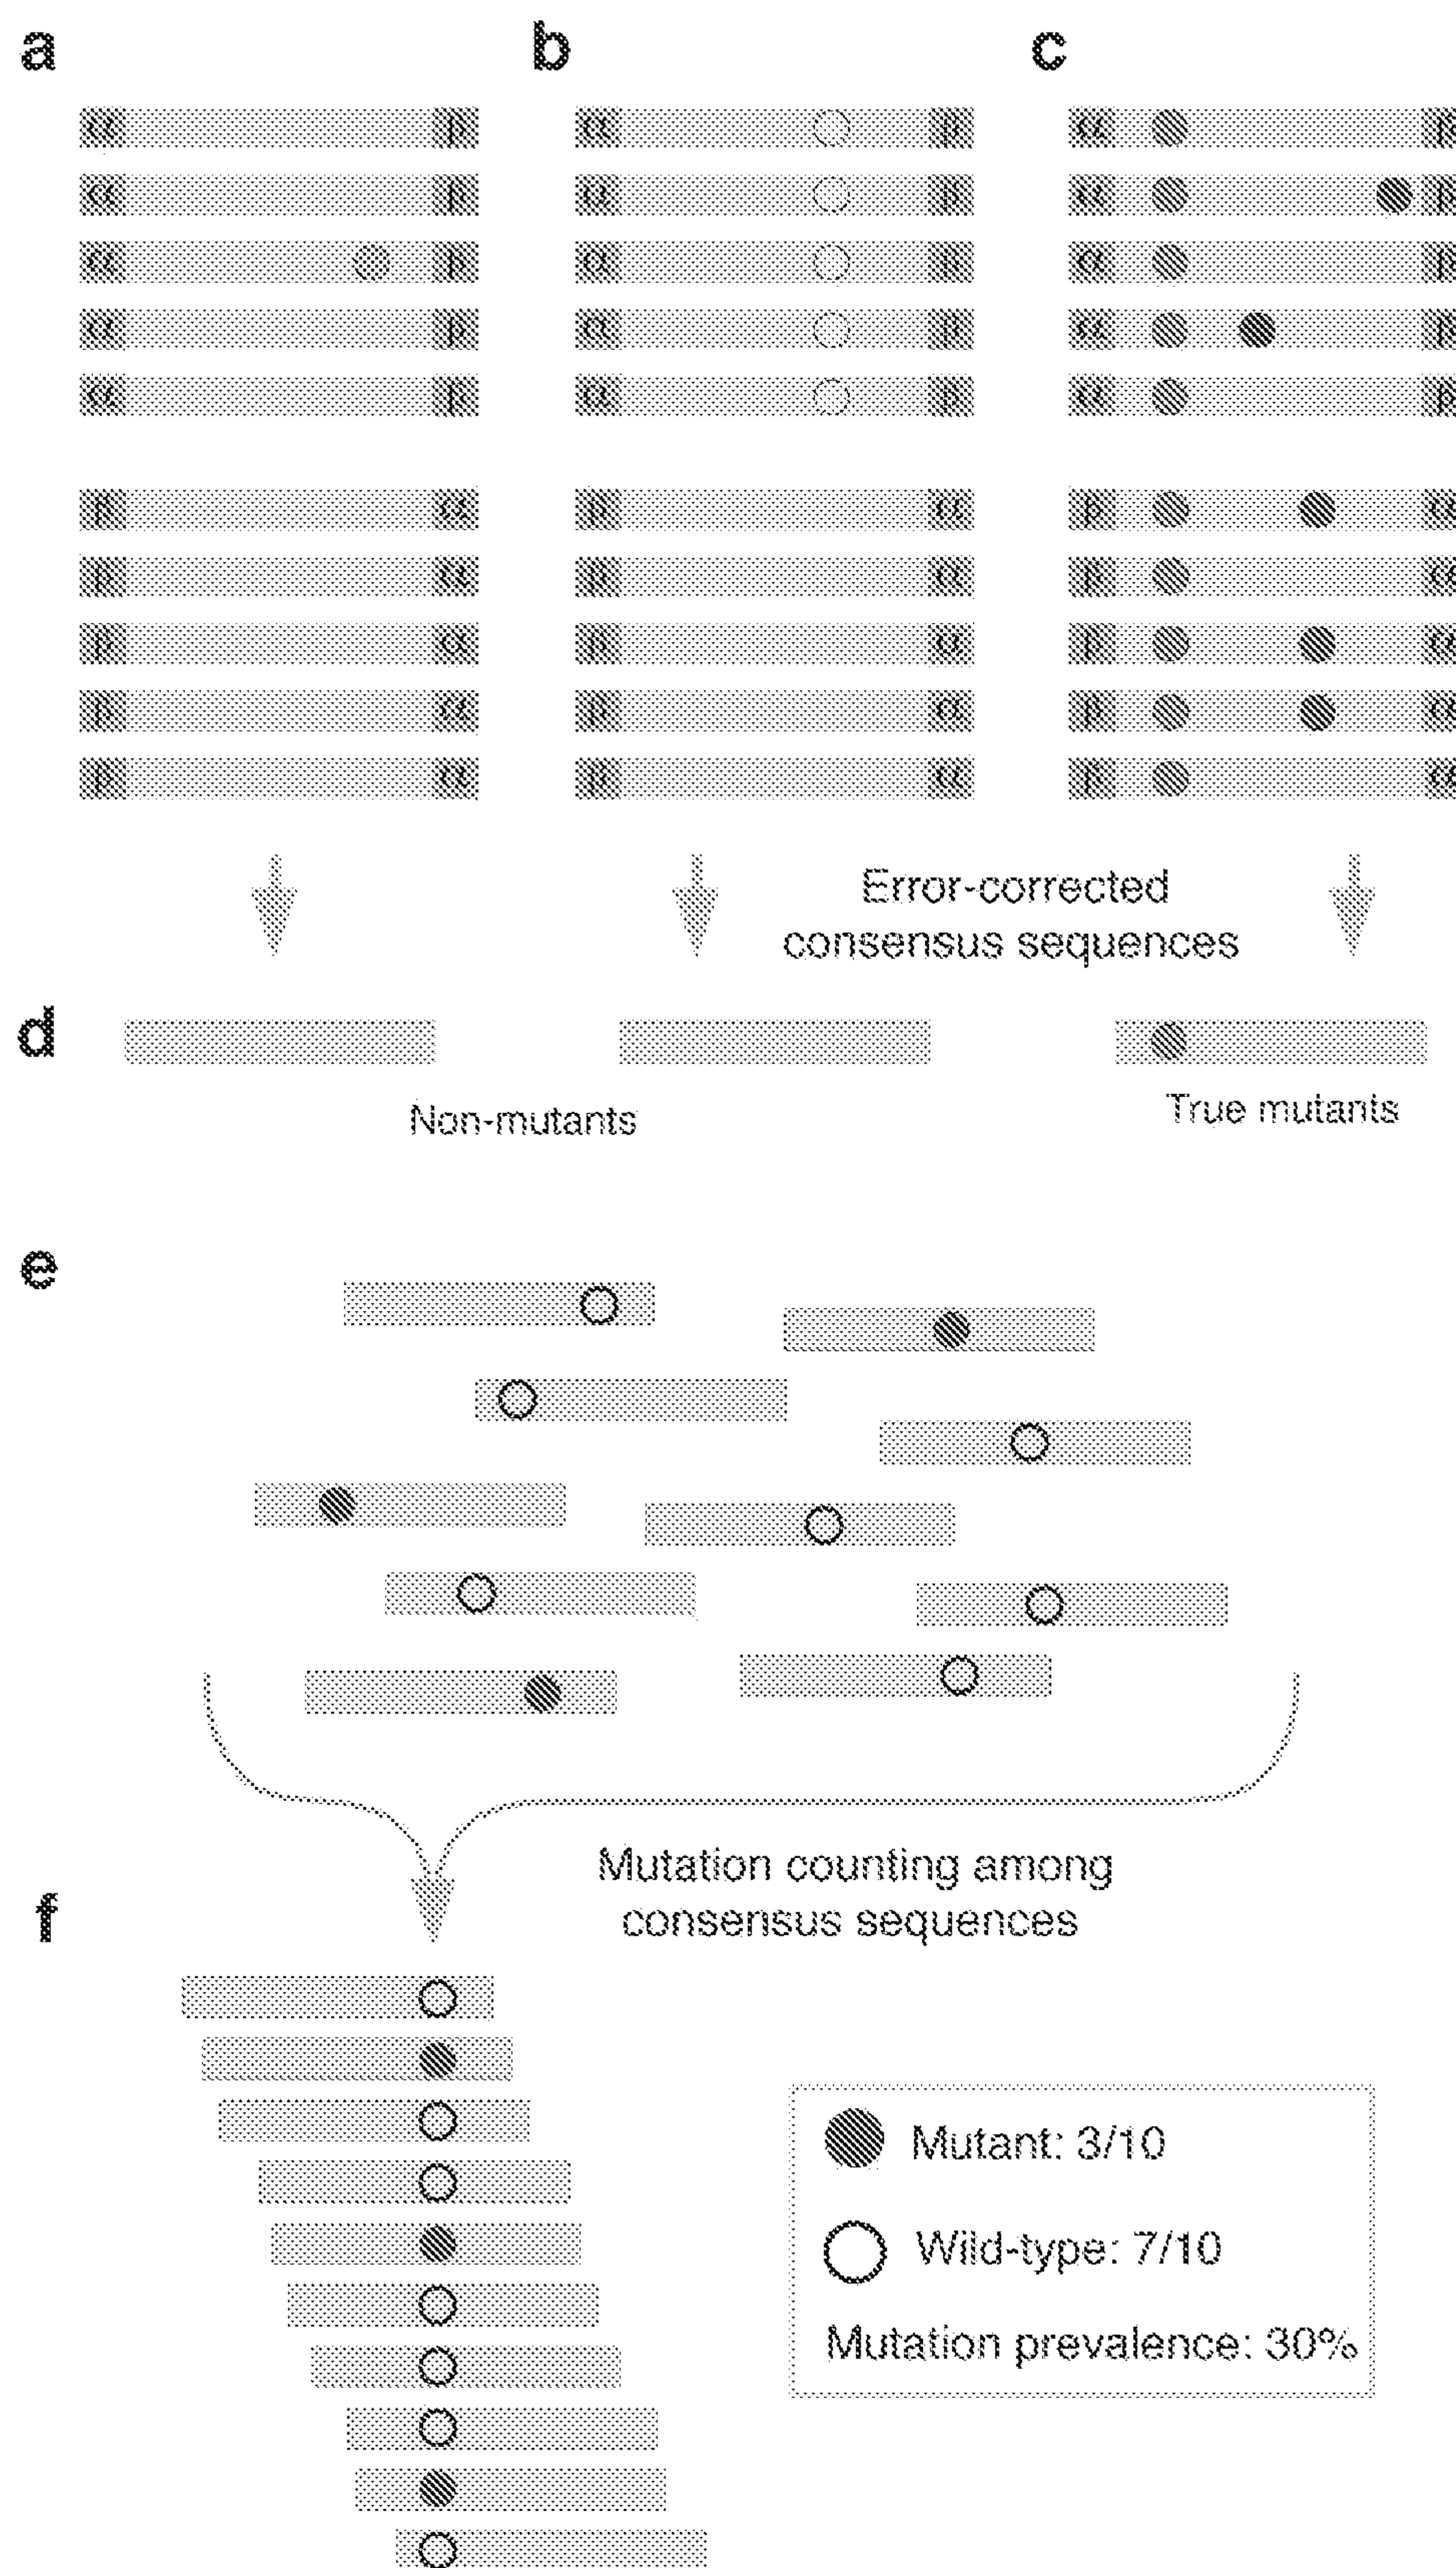 a b c
α β α β α β
α β α β α β
α β α β α β
α β α β α β
α β α β α β
β α β α β α
β α β α β α
β α β α β α
β α β α β α
β α β α β α
Error-corrected
consensus sequences
d
Non-mutants
True mutants
e
Mutation counting among
consensus sequences
f
Mutant: 3/10
Wild-type: 7/10
Mutation prevalence: 30%